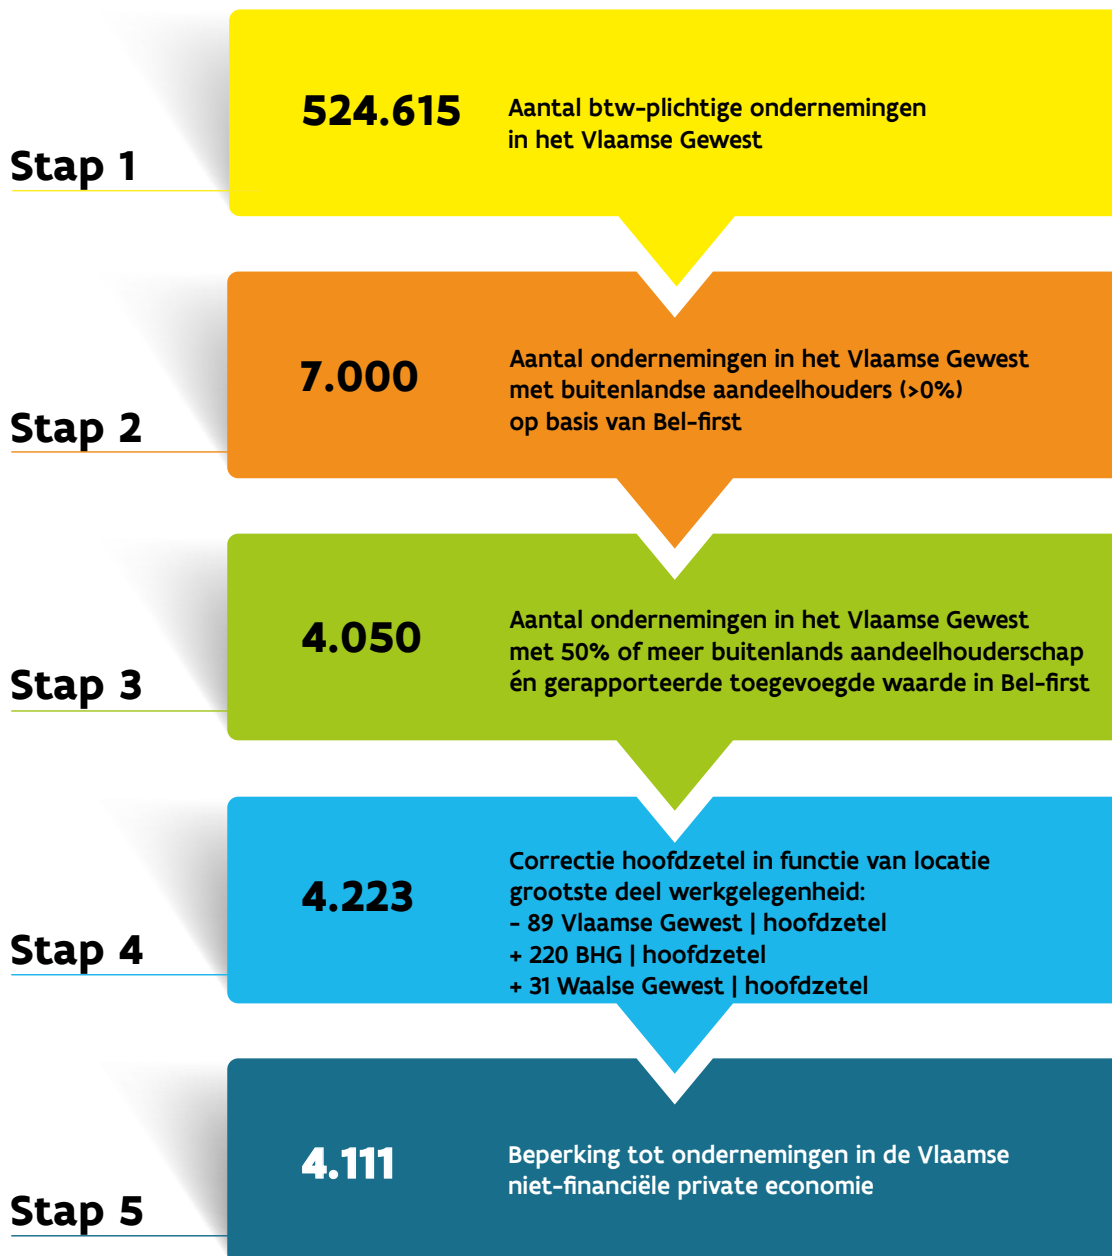 Stap 1
524.615
Aantal btw-plichtige ondernemingen
in het Vlaamse Gewest
Stap 2
7.000
Aantal ondernemingen in het Vlaamse Gewest
met buitenlandse aandeelhouders (>0%)
op basis van Bel-first
Stap 3
4.050
Aantal ondernemingen in het Vlaamse Gewest
met 50% of meer buitenlands aandeelhouderschap
én gerapporteerde toegevoegde waarde in Bel-first
Stap 4
4.223
Correctie hoofdzetel in functie van locatie
grootste deel werkgelegenheid:
- 89 Vlaamse Gewest | hoofdzetel
+ 220 BHG | hoofdzetel
+ 31 Waalse Gewest | hoofdzetel
Stap 5
4.111
Beperking tot ondernemingen in de Vlaamse
niet-financiële private economie